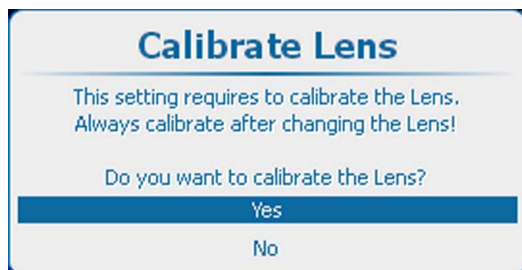 Calibrate Lens
This setting requires to calibrate the Lens.
Always calibrate after changing the Lens!
Do you want to calibrate the Lens?
Yes
No